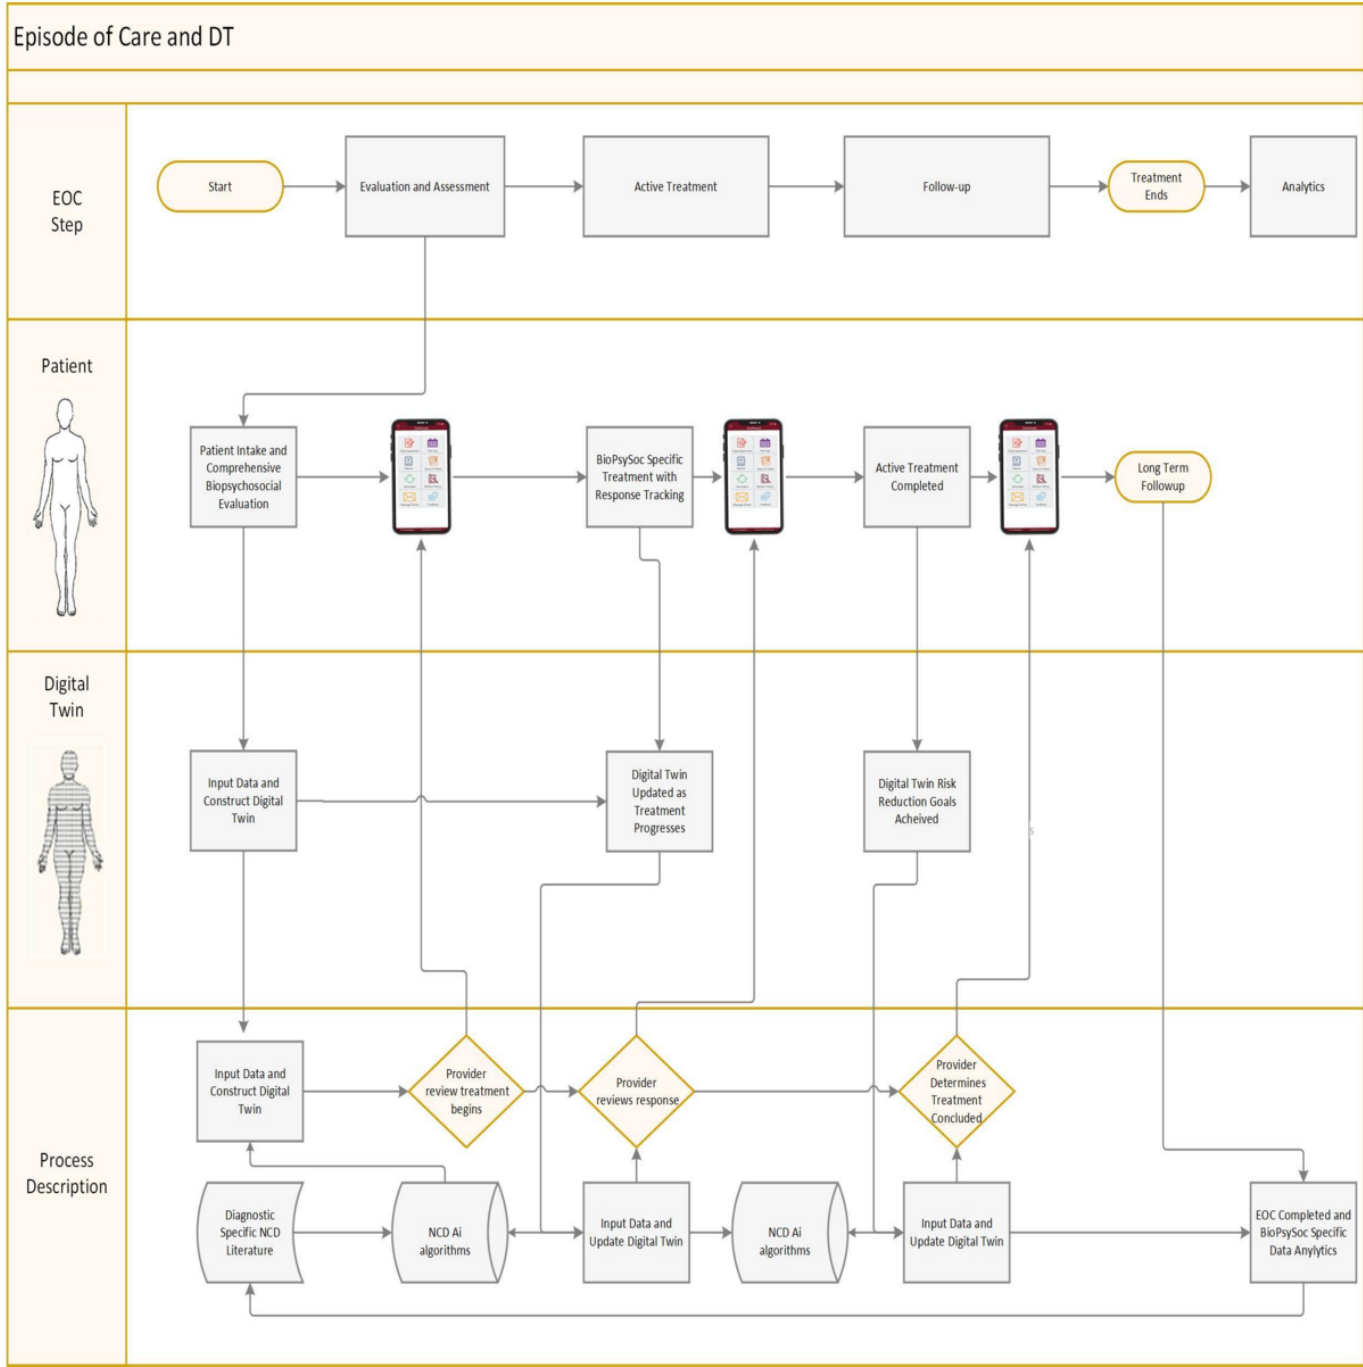 Episode of Care and DT
EOC
Step
Start
Evaluation and Assessment
Active Treatment
Follow-up
Treatment
Ends
Analytics
Patient
Patient Intake and
Comprehensive
Biopsychosocial
Evaluation
BioPsySoc Specific
Treatment with
Response Tracking
Active Treatment
Completed
Long Term
Followup
Digital
Twin
Input Data and
Construct Digital
Twin
Digital Twin
Updated as
Treatment
Progresses
Digital Twin Risk
Reduction Goals
Acheived
Process
Description
Input Data and
Construct Digital
Twin
Provider
review treatment
begins
Provider
reviews response
Provider
Determines
Treatment
Concluded
Diagnostic
Specific NCD
Literature
NCD Ai
algorithms
Input Data and
Update Digital Twin
NCD Ai
algorithms
Input Data and
Update Digital Twin
EOC Completed and
BioPsySoc Specific
Data Anylytics